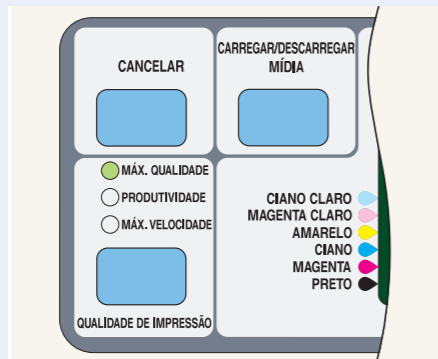 CANCELAR
CARREGAR/DESCARREGAR
MÍDIA
MÁX. QUALIDADE
PRODUTIVIDADE
MÁX. VELOCIDADE
QUALIDADE DE IMPRESSÃO
CIANO CLARO
MAGENTA CLARO
AMARELO
CIANO
MAGENTA
PRETO